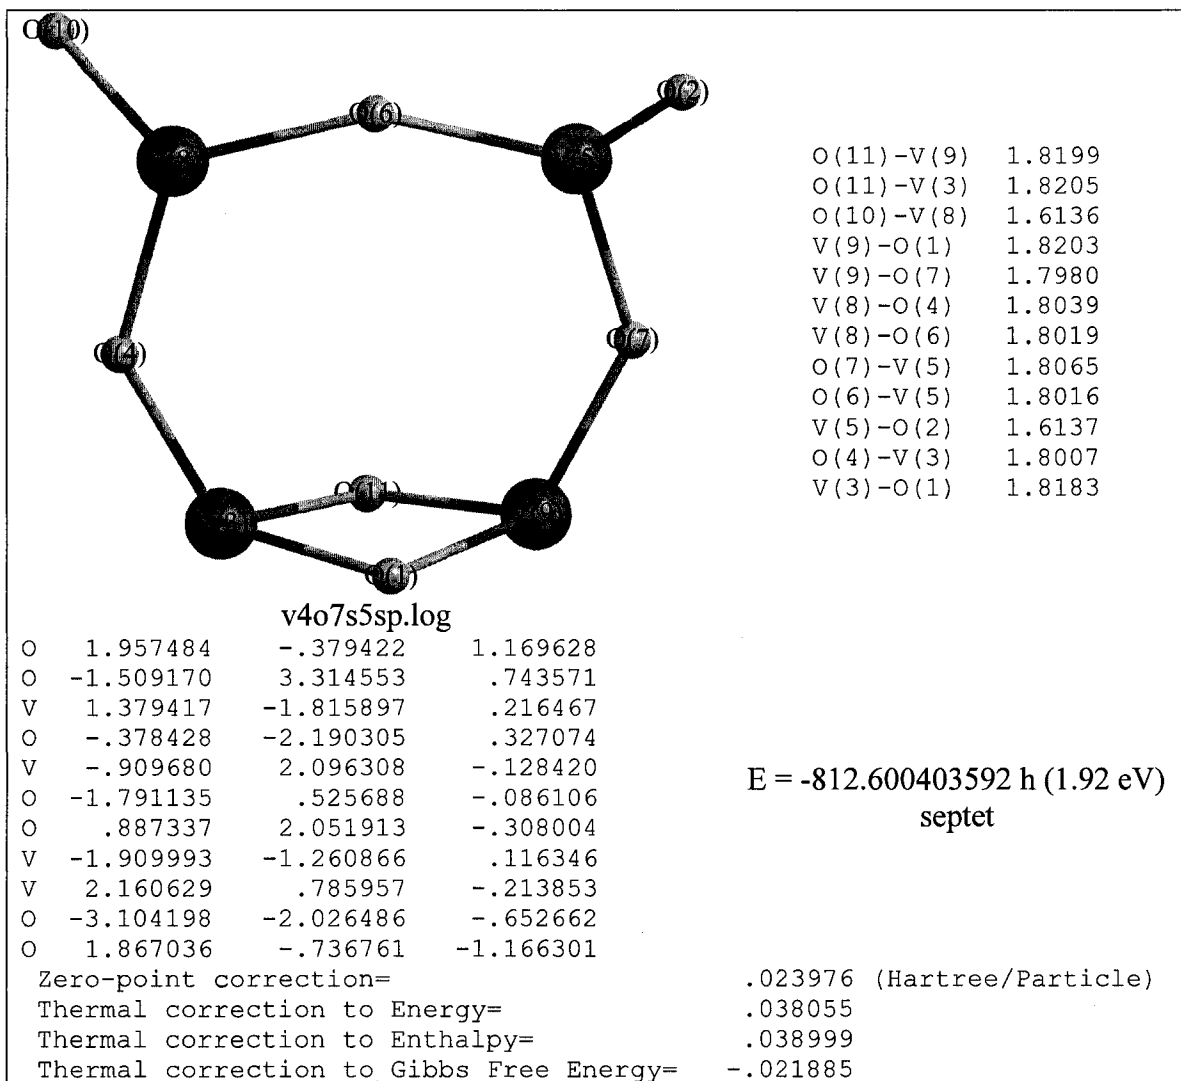 O(10)
O(6)
O(2)
8
5
O(4)
O(7)
O(11)
3
9
O(1)
O(11)-V(9) 1.8199
O(11)-V(3) 1.8205
O(10)-V(8) 1.6136
V(9)-O(1) 1.8203
V(9)-O(7) 1.7980
V(8)-O(4) 1.8039
V(8)-O(6) 1.8019
O(7)-V(5) 1.8065
O(6)-V(5) 1.8016
V(5)-O(2) 1.6137
O(4)-V(3) 1.8007
V(3)-O(1) 1.8183
v4o7s5sp.log
O 1.957484 -.379422 1.169628
O -1.509170 3.314553 .743571
V 1.379417 -1.815897 .216467
O -.378428 -2.190305 .327074
V -.909680 2.096308 -.128420
O -1.791135 .525688 -.086106
O .887337 2.051913 -.308004
V -1.909993 -1.260866 .116346
V 2.160629 .785957 -.213853
O -3.104198 -2.026486 -.652662
O 1.867036 -.736761 -1.166301
E = -812.600403592 h (1.92 eV)
septet
Zero-point correction= .023976 (Hartree/Particle)
Thermal correction to Energy= .038055
Thermal correction to Enthalpy= .038999
Thermal correction to Gibbs Free Energy= -.021885